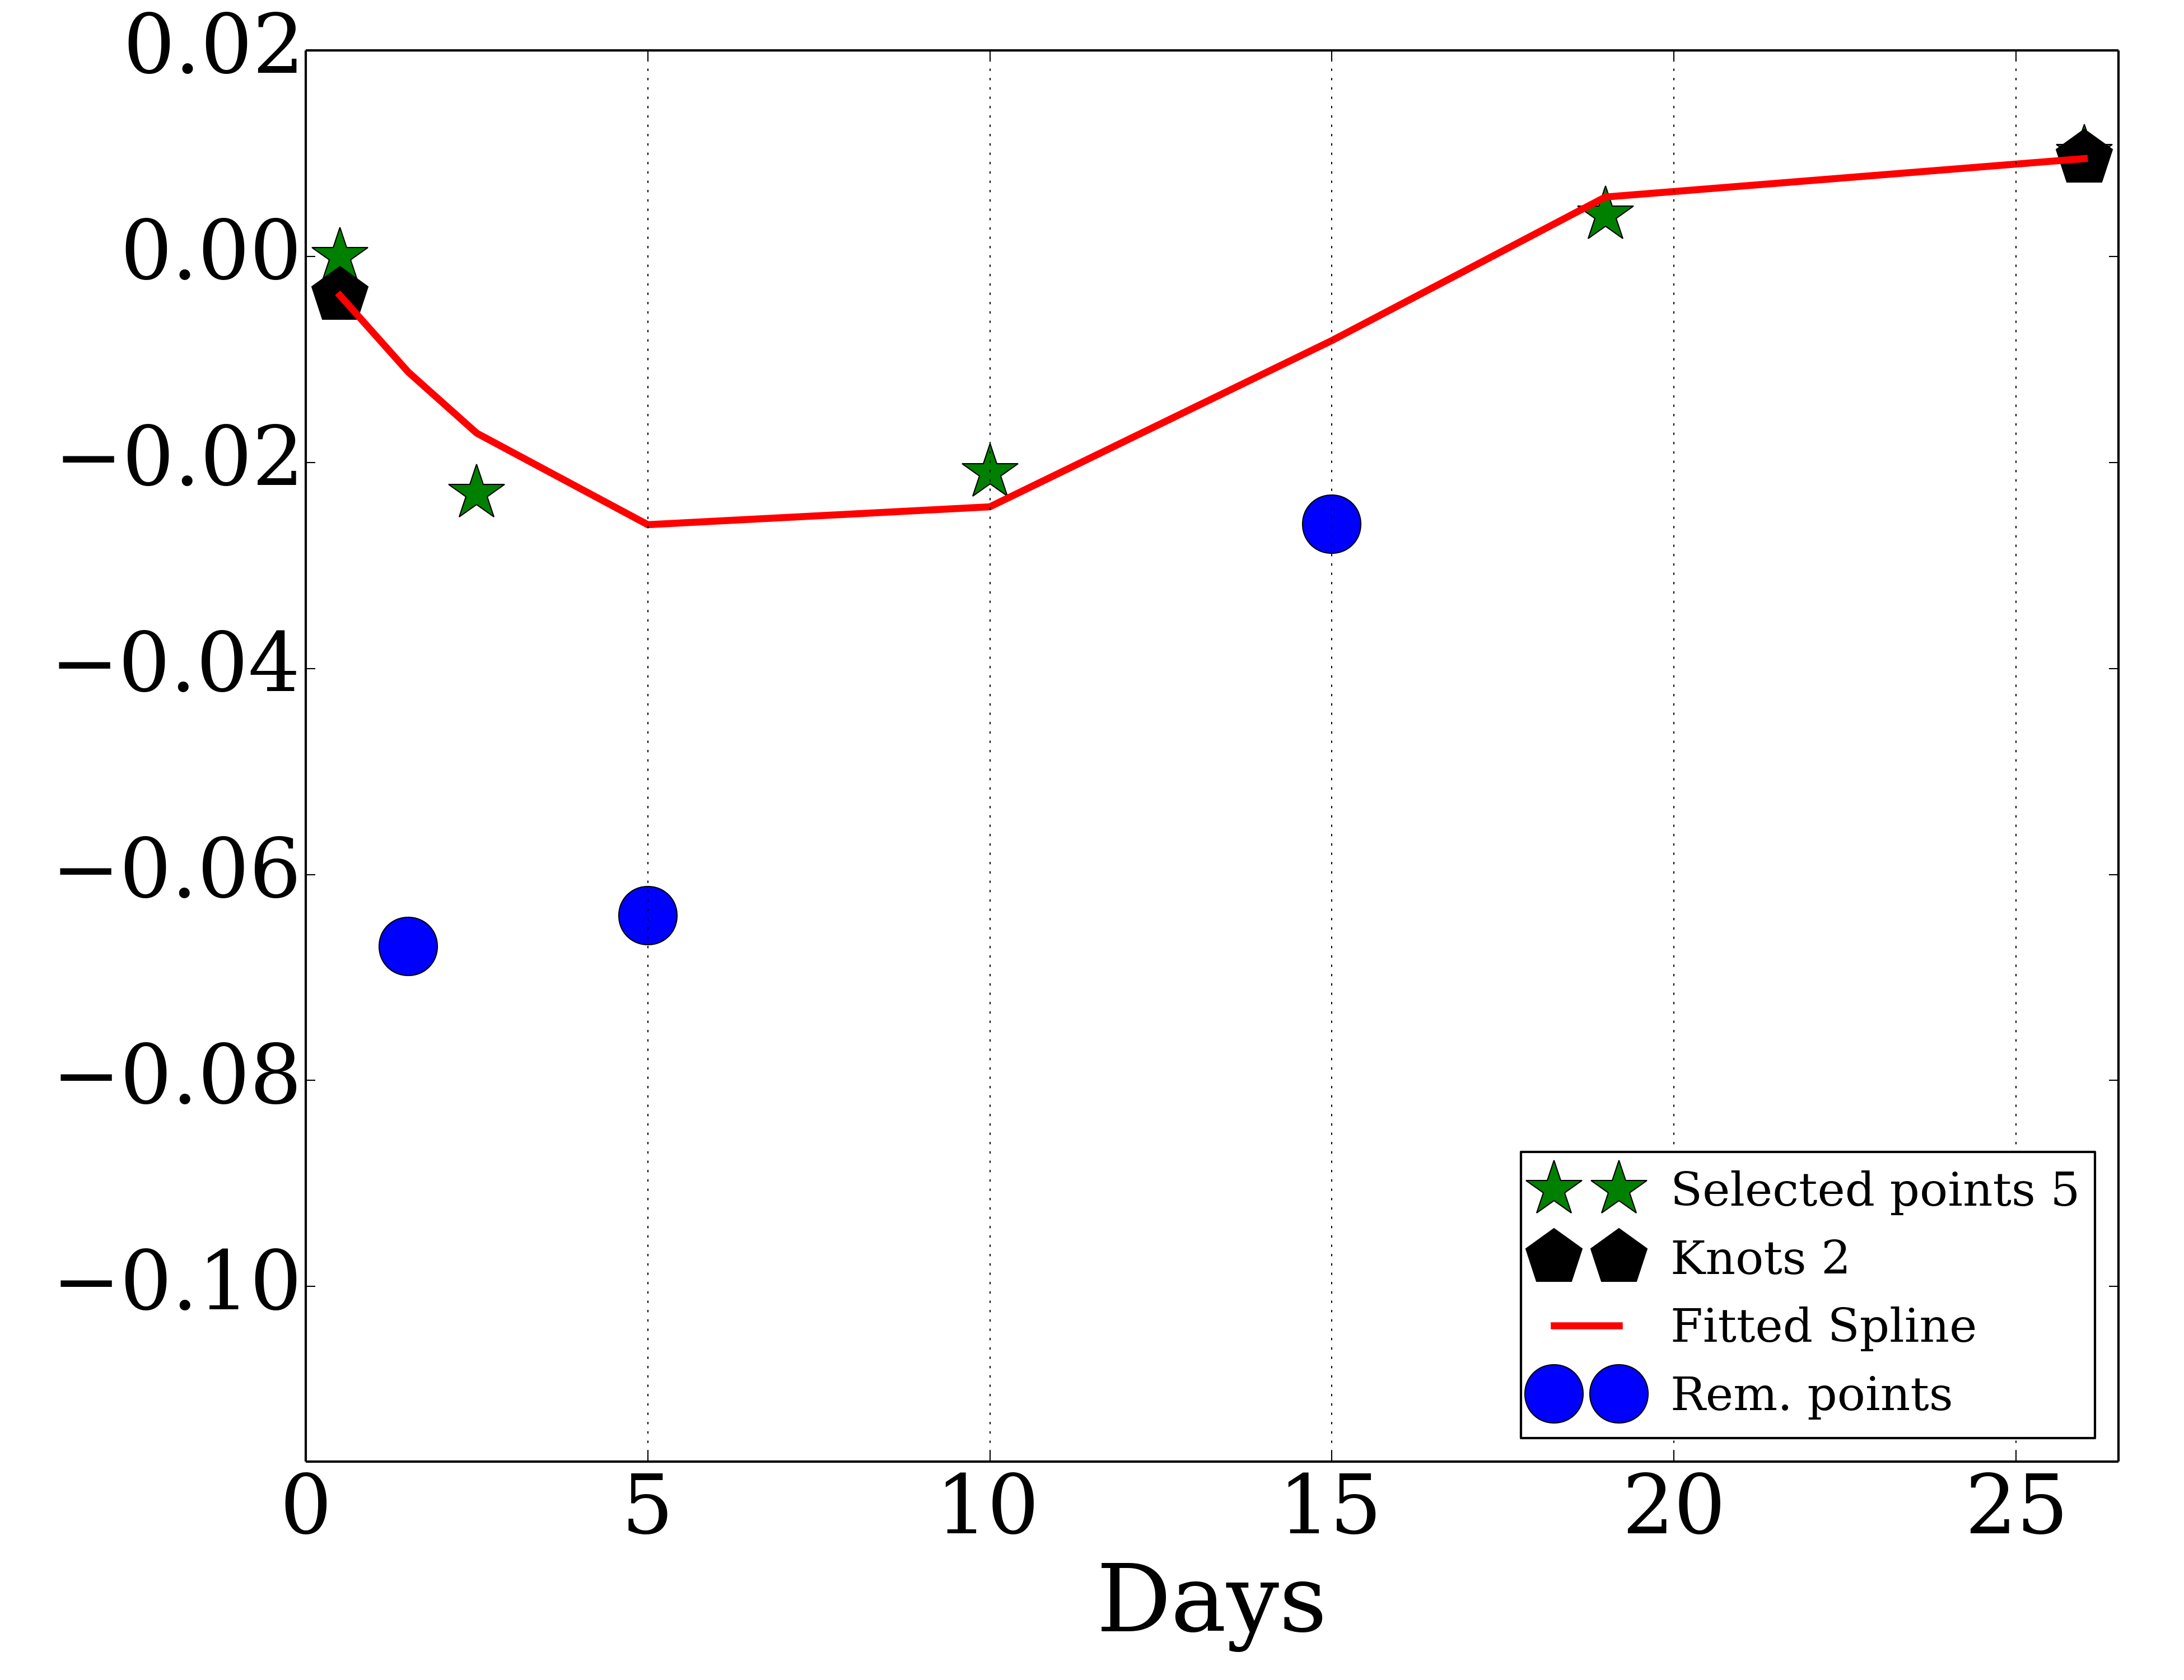 0.02
0.00
−0.02
−0.04
−0.06
−0.08
−0.10
0 5 10 15 20 25
Days
Selected points 5
Knots 2
Fitted Spline
Rem. points